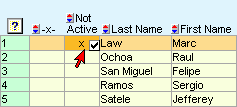 Not
? -x- Active Last Name First Name
1 x Law Marc
2 Ochoa Raul
3 San Miguel Felipe
4 Ramos Sergio
5 Satele Jefferey